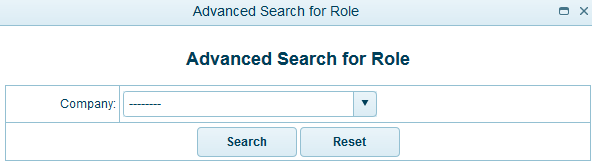 Advanced Search for Role
Advanced Search for Role
Company: --------
Search Reset